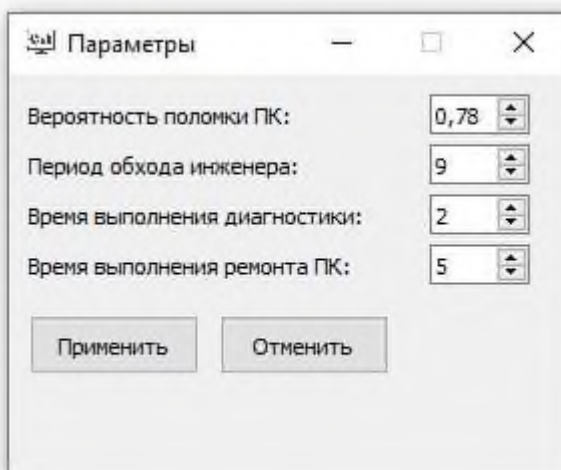 Параметры
Вероятность поломки ПК: 0,78
Период обхода инженера: 9
Время выполнения диагностики: 2
Время выполнения ремонта ПК: 5
Применить Отменить